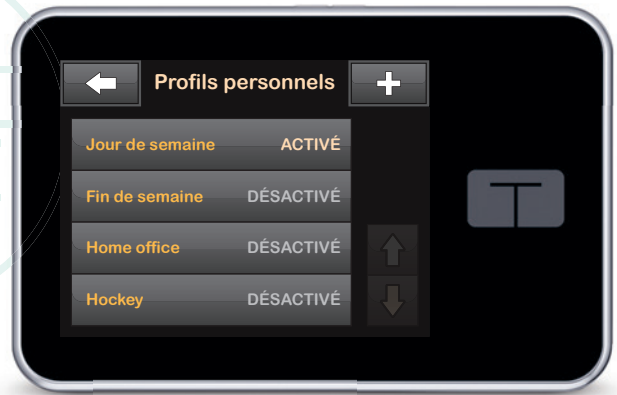 Profils personnels
Jour de semaine ACTIVÉ
Fin de semaine DÉSACTIVÉ
Home office DÉSACTIVÉ
Hockey DÉSACTIVÉ